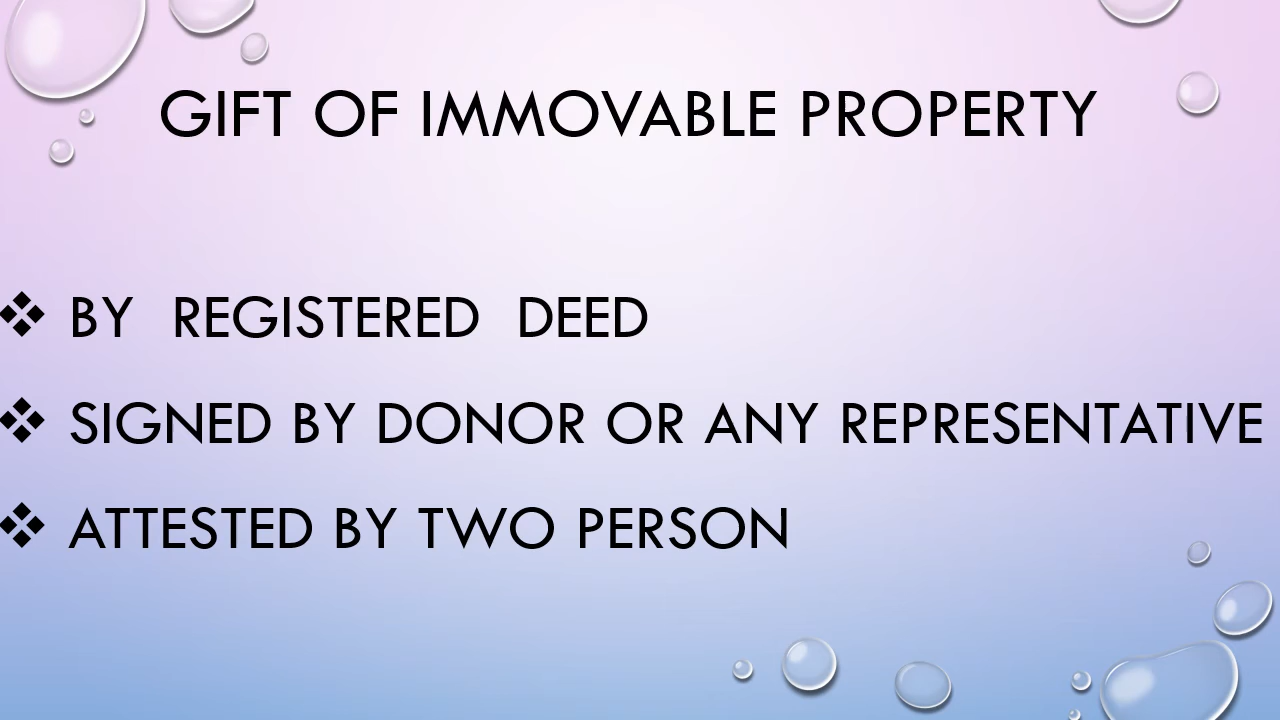 GIFT OF IMMOVABLE PROPERTY
❖ BY REGISTERED DEED
❖ SIGNED BY DONOR OR ANY REPRESENTATIVE
❖ ATTESTED BY TWO PERSON